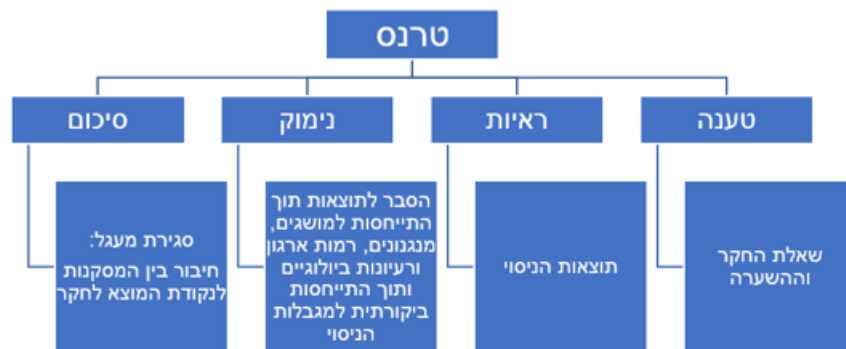 טרנס
טענה
ראיות
נימוק
סיכום
שאלת החקר
וההשערה
תוצאות הניסוי
הסבר לתוצאות תוך
התייחסות למושגים,
מנגנונים, רמות ארגון
ורעיונות ביולוגיים
ותוך התייחסות
ביקורתית למגבלות
הניסוי
סגירת מעגל:
חיבור בין המסקנות
לנקודת המוצא לחקר